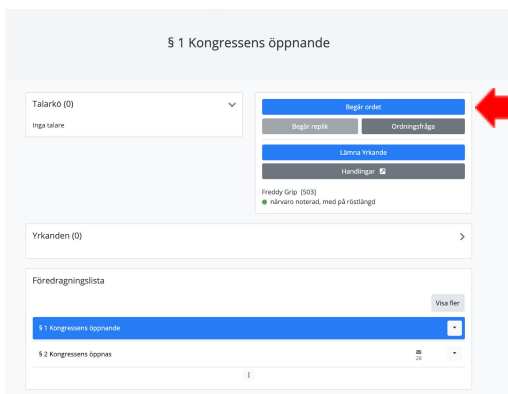 § 1 Kongressens öppnande
Talarkö (0)
Inga talare
Begär ordet
Begär replik
Ordningsfråga
Lämna Yrkande
Handlingar
Freddy Grip [503]
närvaro noterad, med på röstlängd
Yrkanden (0)
Föredragningslista
Visa fler
§ 1 Kongressens öppnande
§ 2 Kongressens öppnas
28